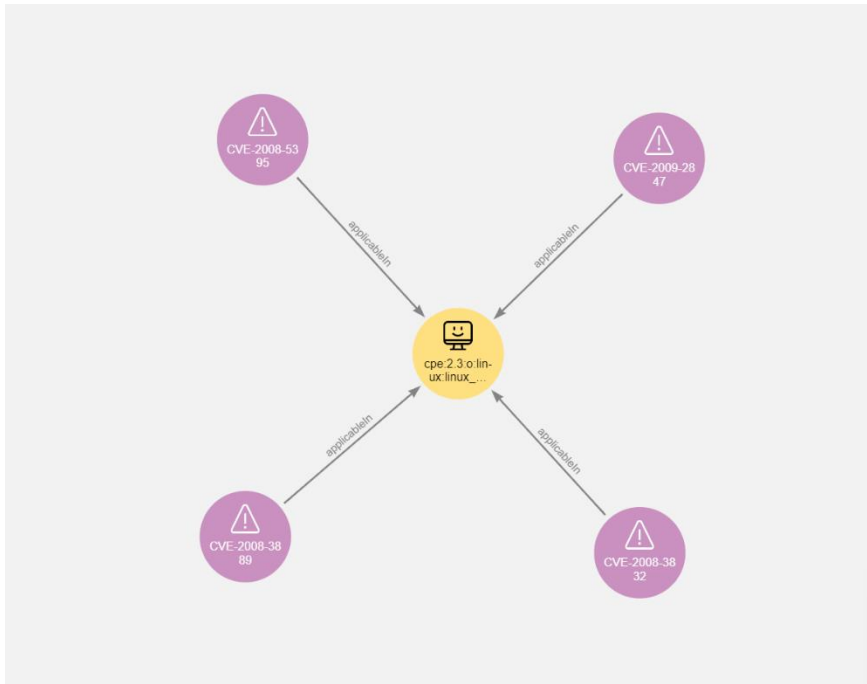 CVE-2008-53
95
CVE-2009-28
47
applicableIn
applicableIn
cpe:2.3:o:lin-
ux:linux_...
applicableIn
applicableIn
CVE-2008-38
89
CVE-2008-38
32